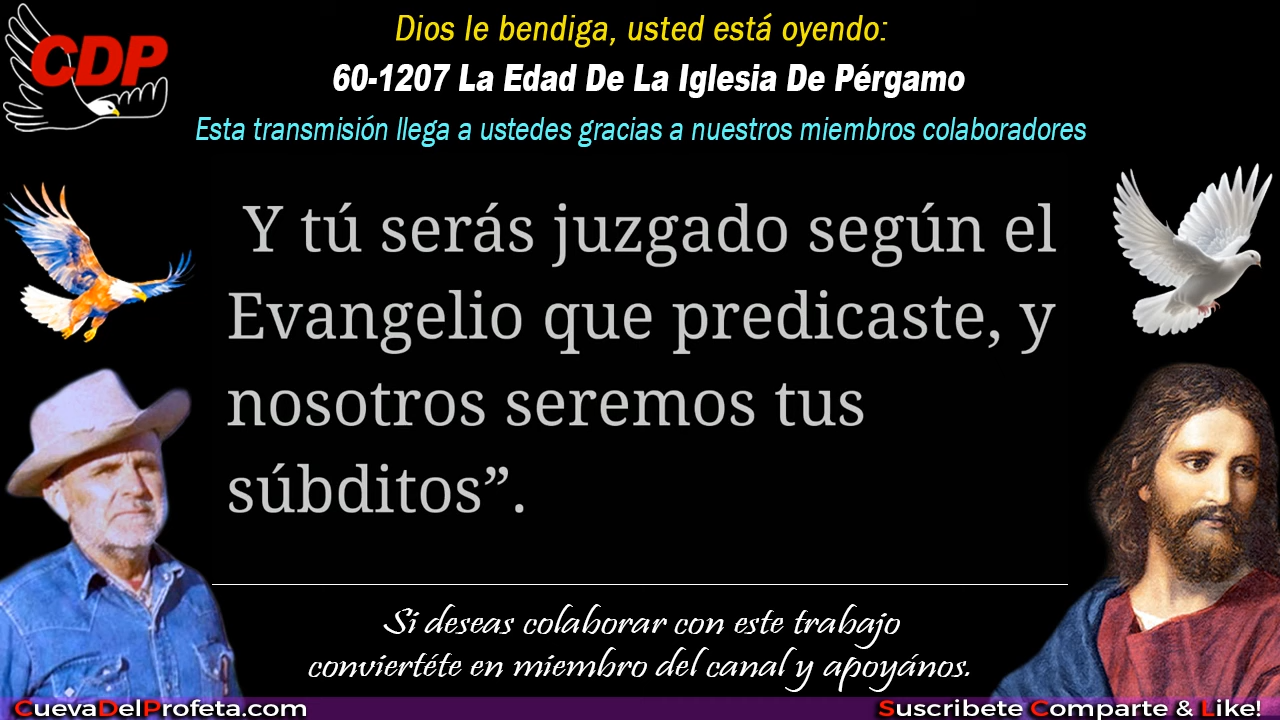 CDP
Dios le bendiga, usted está oyendo:
60-1207 La Edad De La Iglesia De Pérgamo
Esta transmisión llega a ustedes gracias a nuestros miembros colaboradores
Y tú serás juzgado según el
Evangelio que predicaste, y
nosotros seremos tus
súbditos”.
Si deseas colaborar con este trabajo
conviertéte en miembro del canal y apoyános.
CuevaDelProfeta.com
Suscribete Comparte & Like!